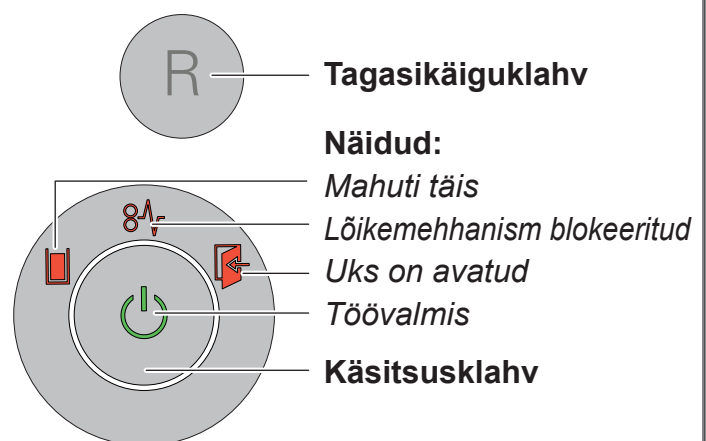 R
Tagasikäiguklahv
Näidud:
Mahuti täis
Lõikemehhanism blokeeritud
Uks on avatud
Töövalmis
Käsitsusklahv